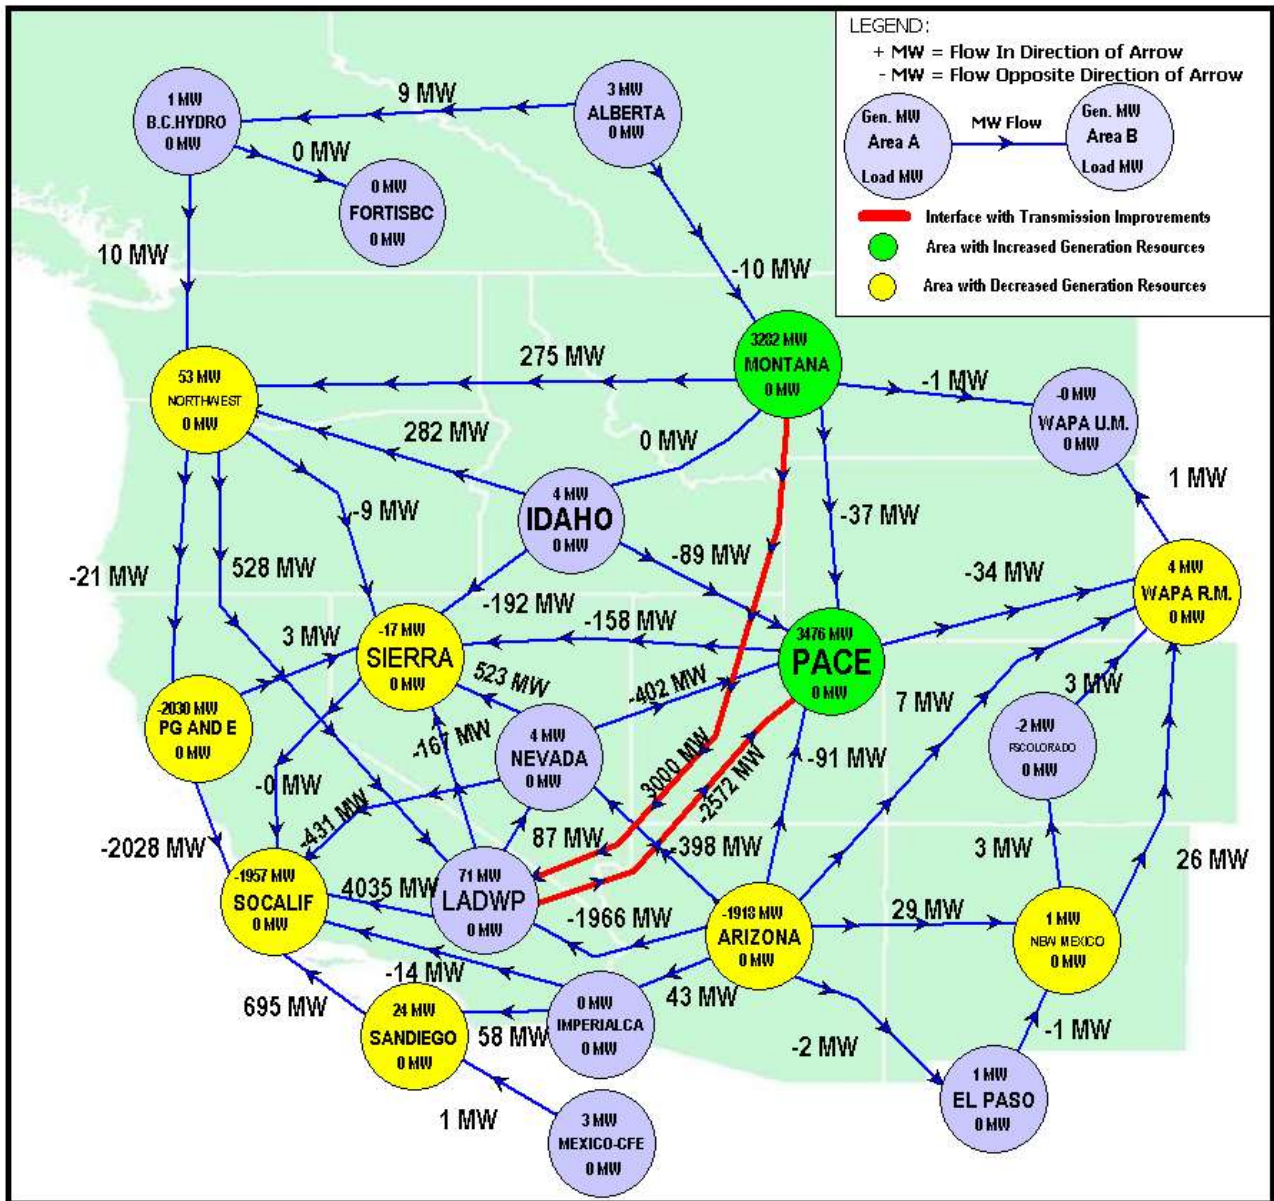 LEGEND:
+ MW = Flow In Direction of Arrow
- MW = Flow Opposite Direction of Arrow
Gen. MW
Area A
Load MW
MW Flow
Gen. MW
Area B
Load MW
Interface with Transmission Improvements
Area with Increased Generation Resources
Area with Decreased Generation Resources
1 MW
B.C.HYDRO
0 MW
9 MW
3 MW
ALBERTA
0 MW
0 MW
0 MW
FORTISBC
0 MW
10 MW
-10 MW
3282 MW
MONTANA
0 MW
275 MW
-1 MW
53 MW
NORTHWEST
0 MW
-0 MW
WAPA U.M.
0 MW
282 MW
0 MW
1 MW
4 MW
IDAHO
0 MW
-9 MW
-37 MW
-21 MW
528 MW
-89 MW
-34 MW
4 MW
WAPA R.M.
0 MW
-192 MW
3 MW
-158 MW
-17 MW
SIERRA
0 MW
3476 MW
PACE
0 MW
523 MW
-402 MW
7 MW
3 MW
-2030 MW
PG AND E
0 MW
-167 MW
4 MW
NEVADA
0 MW
-2 MW
PSCOLORADO
0 MW
-0 MW
3000 MW
-2572 MW
-91 MW
-431 MW
87 MW
-398 MW
-2028 MW
3 MW
26 MW
-1957 MW
SOCALIF
0 MW
4035 MW
71 MW
LADWP
0 MW
-1966 MW
-1918 MW
ARIZONA
0 MW
29 MW
1 MW
NEW MEXICO
0 MW
-14 MW
43 MW
695 MW
24 MW
SANDIEGO
0 MW
58 MW
0 MW
IMPERIALCA
0 MW
-2 MW
-1 MW
1 MW
EL PASO
0 MW
1 MW
3 MW
MEXICO-CFE
0 MW